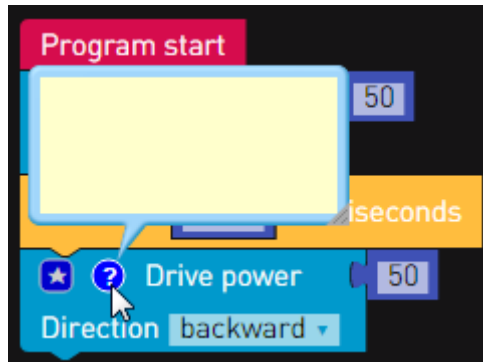 Program start
50
iseconds
? Drive power 50
Direction backward